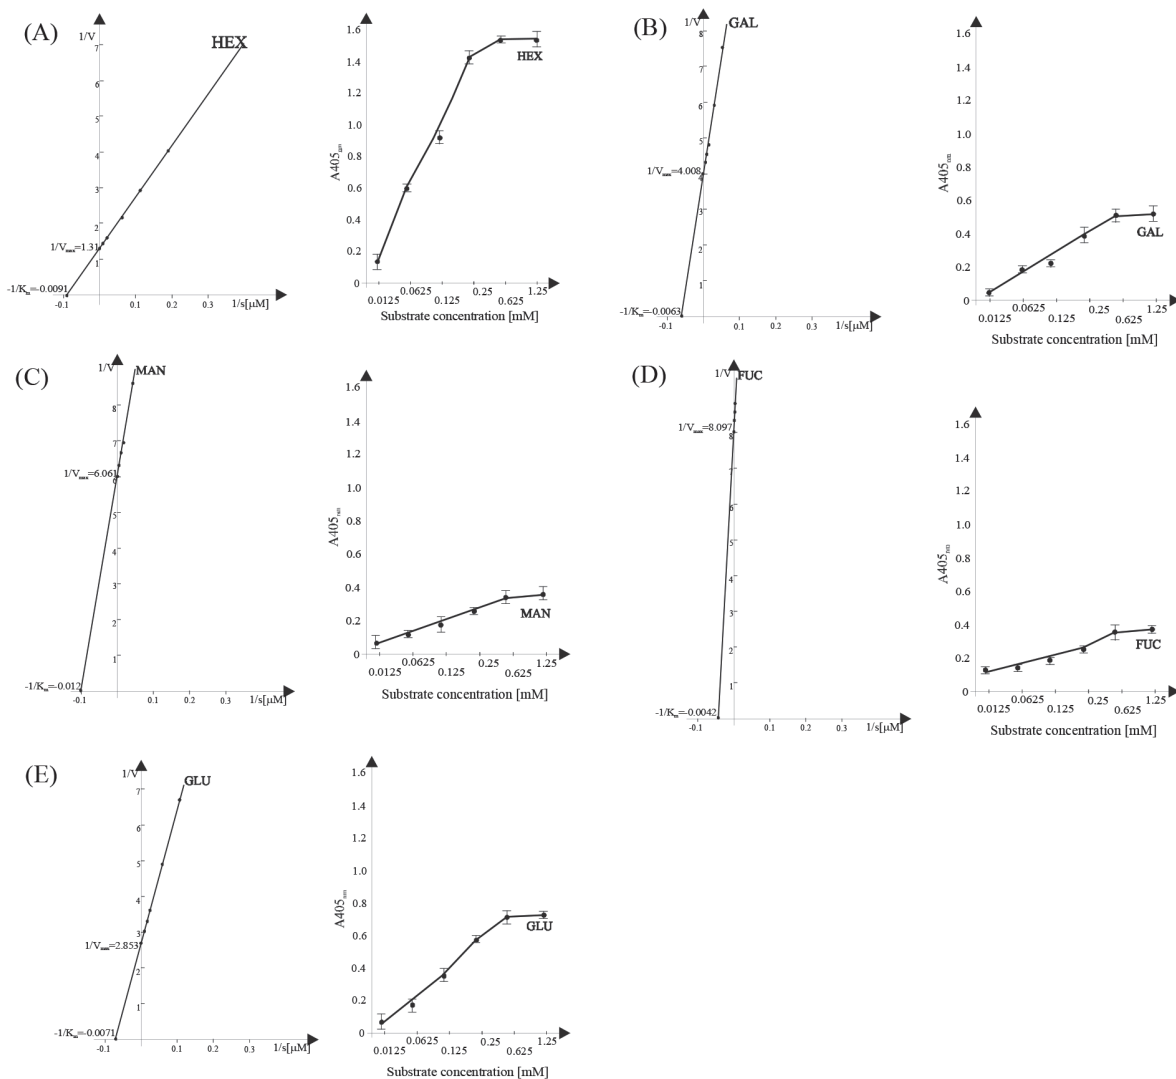 (A)
1/V
HEX
7
6
5
4
3
2
1/Vmax=1.31
1
-1/Km=-0.0091
-0.1
0.1
0.2
0.3
1/s[μM]
1.6
1.4
1.2
1.0
0.8
0.6
0.4
0.2
0
A405nm
HEX
0.0125
0.0625
0.125
0.25
0.625
1.25
Substrate concentration [mM]
(B)
1/V
GAL
8
7
6
5
1/Vmax=4.008
4
3
2
1
-1/Km=-0.0063
-0.1
0.1
0.2
0.3
1/s[μM]
1.6
1.4
1.2
1.0
0.8
0.6
0.4
0.2
0
A405nm
GAL
0.0125
0.0625
0.125
0.25
0.625
1.25
Substrate concentration [mM]
(C)
1/V
MAN
8
7
1/Vmax=6.061
6
5
4
3
2
1
-1/Km=-0.012
-0.1
0.1
0.2
0.3
1/s[μM]
1.6
1.4
1.2
1.0
0.8
0.6
0.4
0.2
0
A405nm
MAN
0.0125
0.0625
0.125
0.25
0.625
1.25
Substrate concentration [mM]
(D)
1/V
FUC
1/Vmax=8.097
8
7
6
5
4
3
2
1
-1/Km=-0.0042
-0.1
0.1
0.2
0.3
1/s[μM]
1.6
1.4
1.2
1.0
0.8
0.6
0.4
0.2
0
A405nm
FUC
0.0125
0.0625
0.125
0.25
0.625
1.25
Substrate concentration [mM]
(E)
1/V
GLU
7
6
5
4
3
1/Vmax=2.853
2
1
-1/Km=-0.0071
-0.1
0.1
0.2
0.3
1/s[μM]
1.6
1.4
1.2
1.0
0.8
0.6
0.4
0.2
0
A405nm
GLU
0.0125
0.0625
0.125
0.25
0.625
1.25
Substrate concentration [mM]